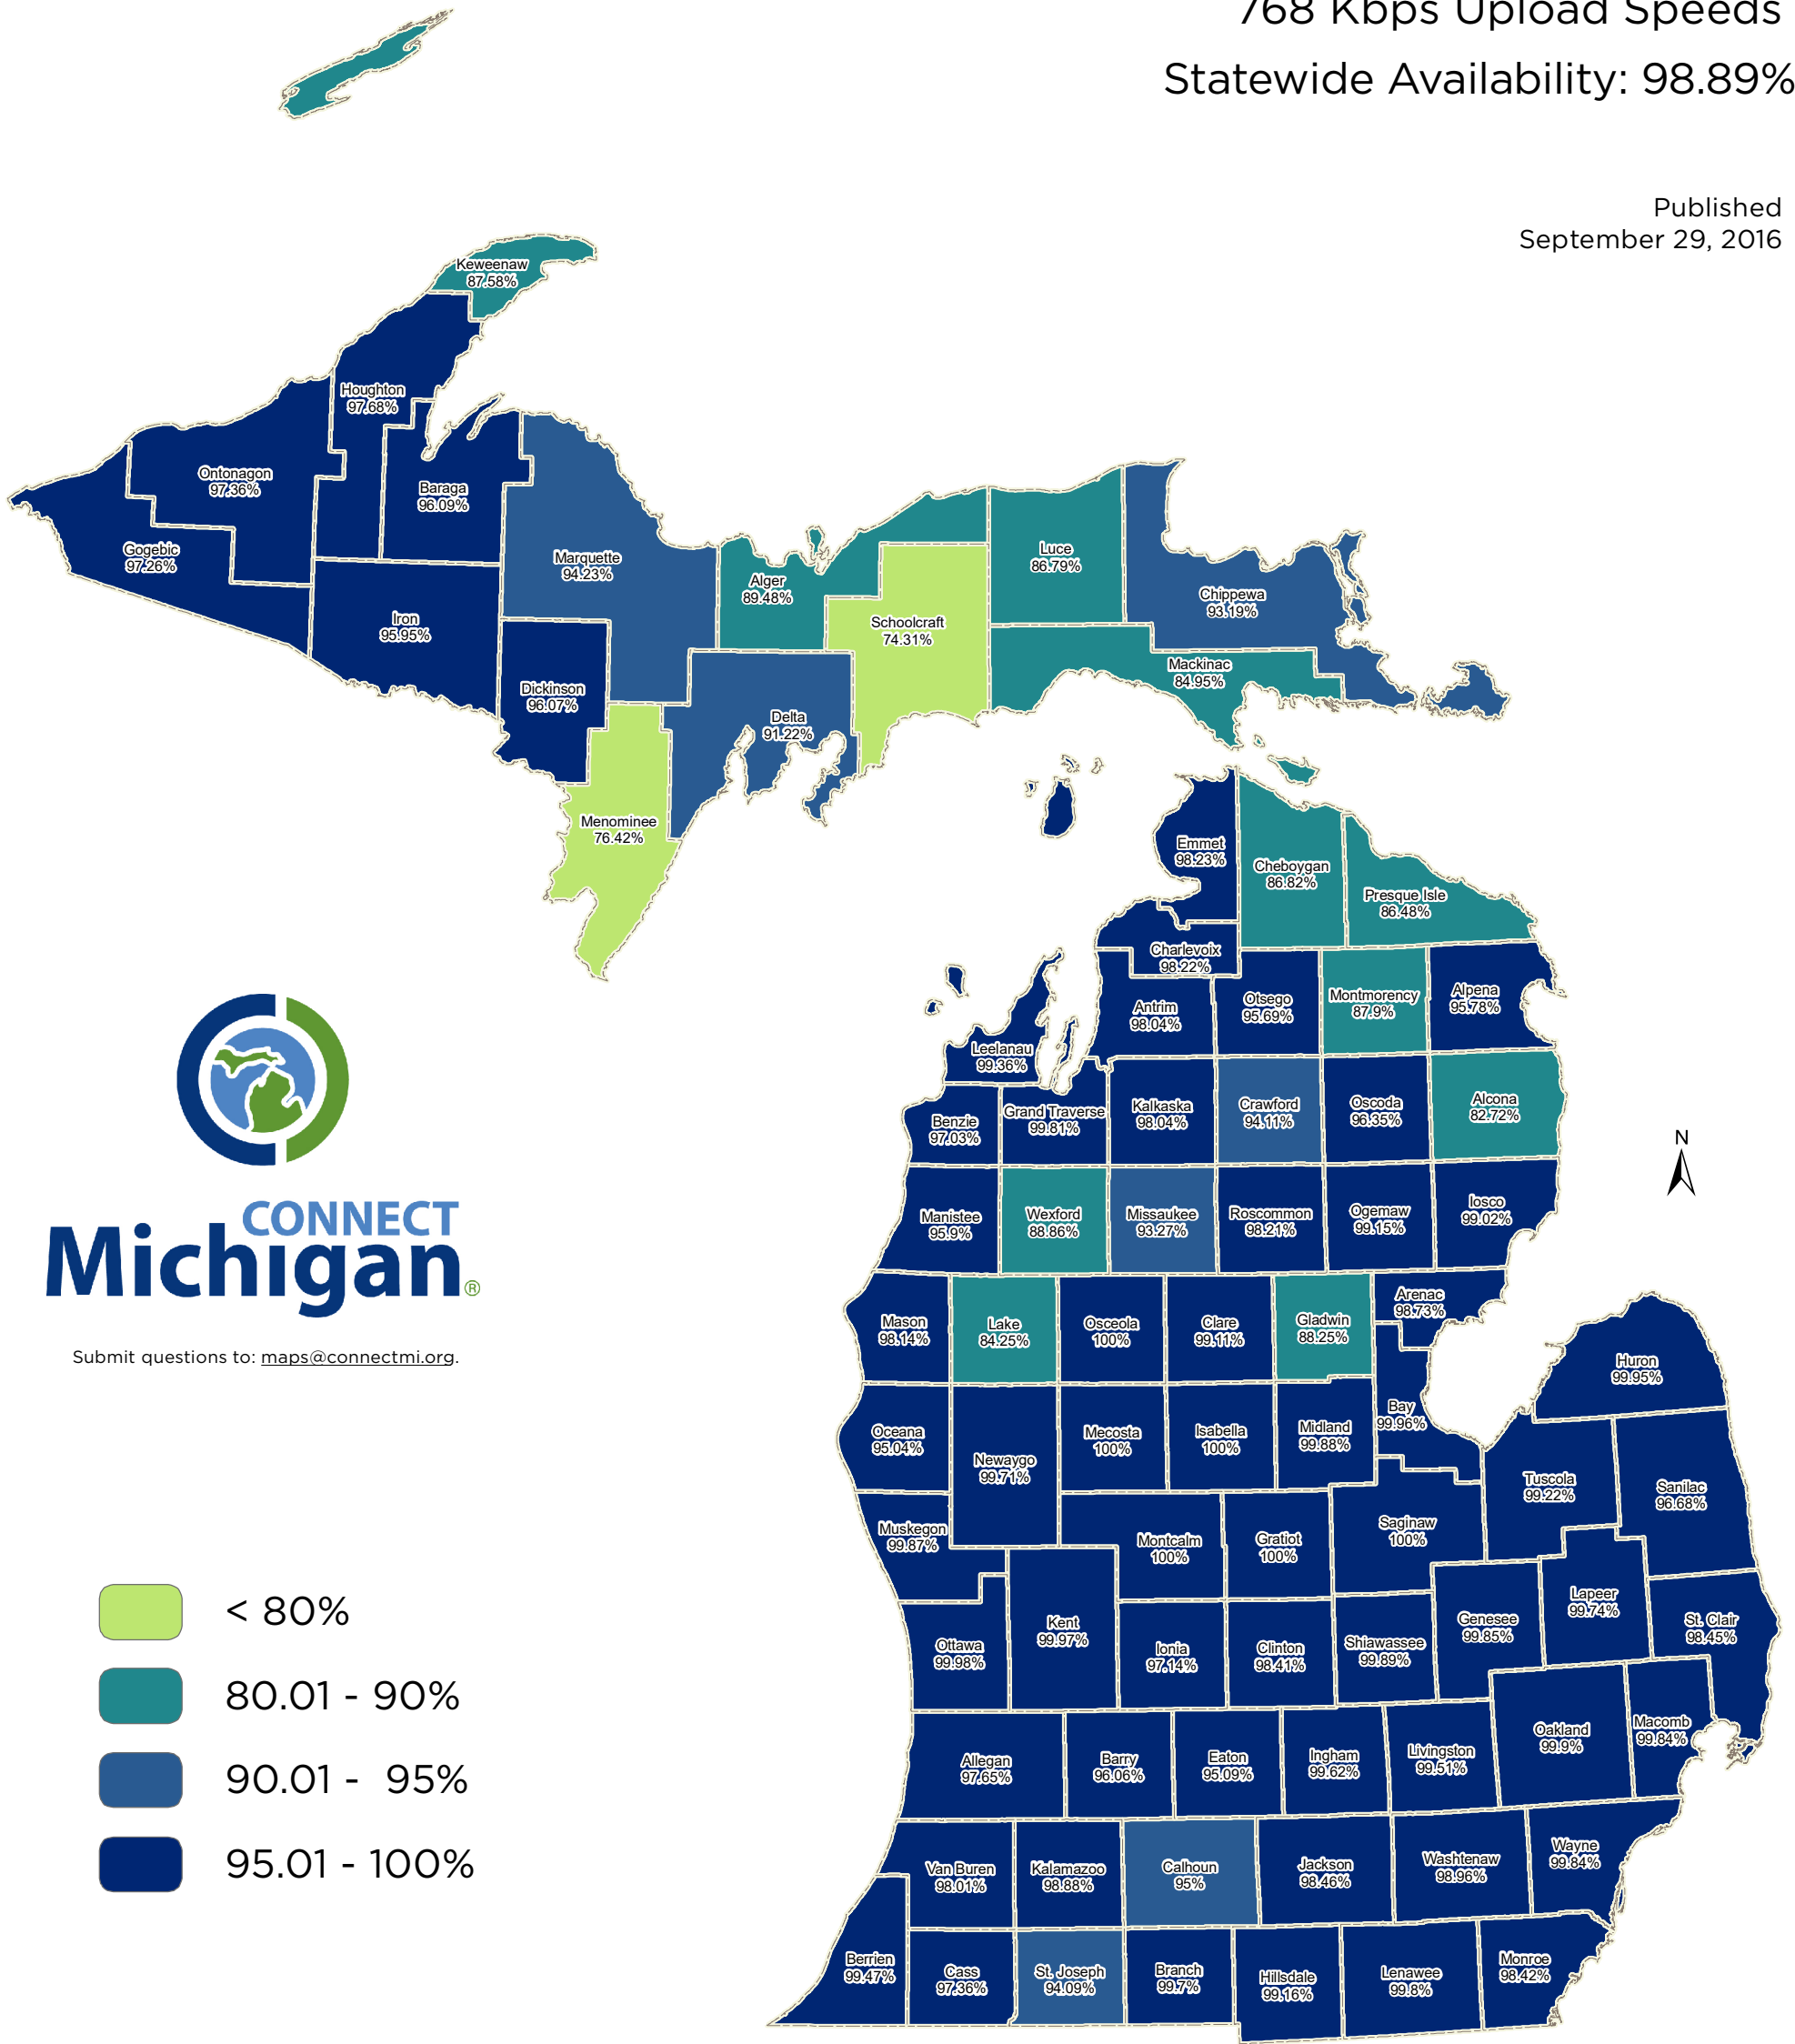 768 Kbps Upload Speeds
Statewide Availability: 98.89%
Published
September 29, 2016
Keweenaw
87.58%
Houghton
97.68%
Ontonagon
97.36%
Baraga
96.09%
Gogebic
97.26%
Marquette
94.23%
Luce
86.79%
Alger
89.48%
Chippewa
93.19%
Iron
95.95%
Schoolcraft
74.31%
Mackinac
84.95%
Dickinson
96.07%
Delta
91.22%
Menominee
76.42%
Emmet
98.23%
Cheboygan
86.82%
Presque Isle
86.48%
Charlevoix
98.22%
Antrim
98.04%
Otsego
95.69%
Montmorency
87.9%
Alpena
95.78%
Leelanau
99.36%
Benzie
97.03%
Grand Traverse
99.81%
Kalkaska
98.04%
Crawford
94.11%
Oscoda
96.35%
Alcona
82.72%
N
Manistee
95.9%
Wexford
88.86%
Missaukee
93.27%
Roscommon
98.21%
Ogemaw
99.15%
Iosco
99.02%
CONNECT
Michigan®
Submit questions to: maps@connectmi.org.
Mason
98.14%
Lake
84.25%
Osceola
100%
Clare
99.11%
Gladwin
88.25%
Arenac
98.73%
Huron
99.95%
Oceana
95.04%
Newaygo
99.71%
Mecosta
100%
Isabella
100%
Midland
99.88%
Bay
99.96%
Tuscola
99.22%
Sanilac
96.68%
Muskegon
99.87%
Montcalm
100%
Gratiot
100%
Saginaw
100%
Lapeer
99.74%
Genesee
99.85%
St. Clair
98.45%
Ottawa
99.98%
Kent
99.97%
Ionia
97.14%
Clinton
98.41%
Shiawassee
99.89%
< 80%
80.01 - 90%
90.01 - 95%
95.01 - 100%
Allegan
97.65%
Barry
96.06%
Eaton
95.09%
Ingham
99.62%
Livingston
99.51%
Oakland
99.9%
Macomb
99.84%
Van Buren
98.01%
Kalamazoo
98.88%
Calhoun
95%
Jackson
98.46%
Washtenaw
98.96%
Wayne
99.84%
Berrien
99.47%
Cass
97.36%
St. Joseph
94.09%
Branch
99.7%
Hillsdale
99.16%
Lenawee
99.8%
Monroe
98.42%